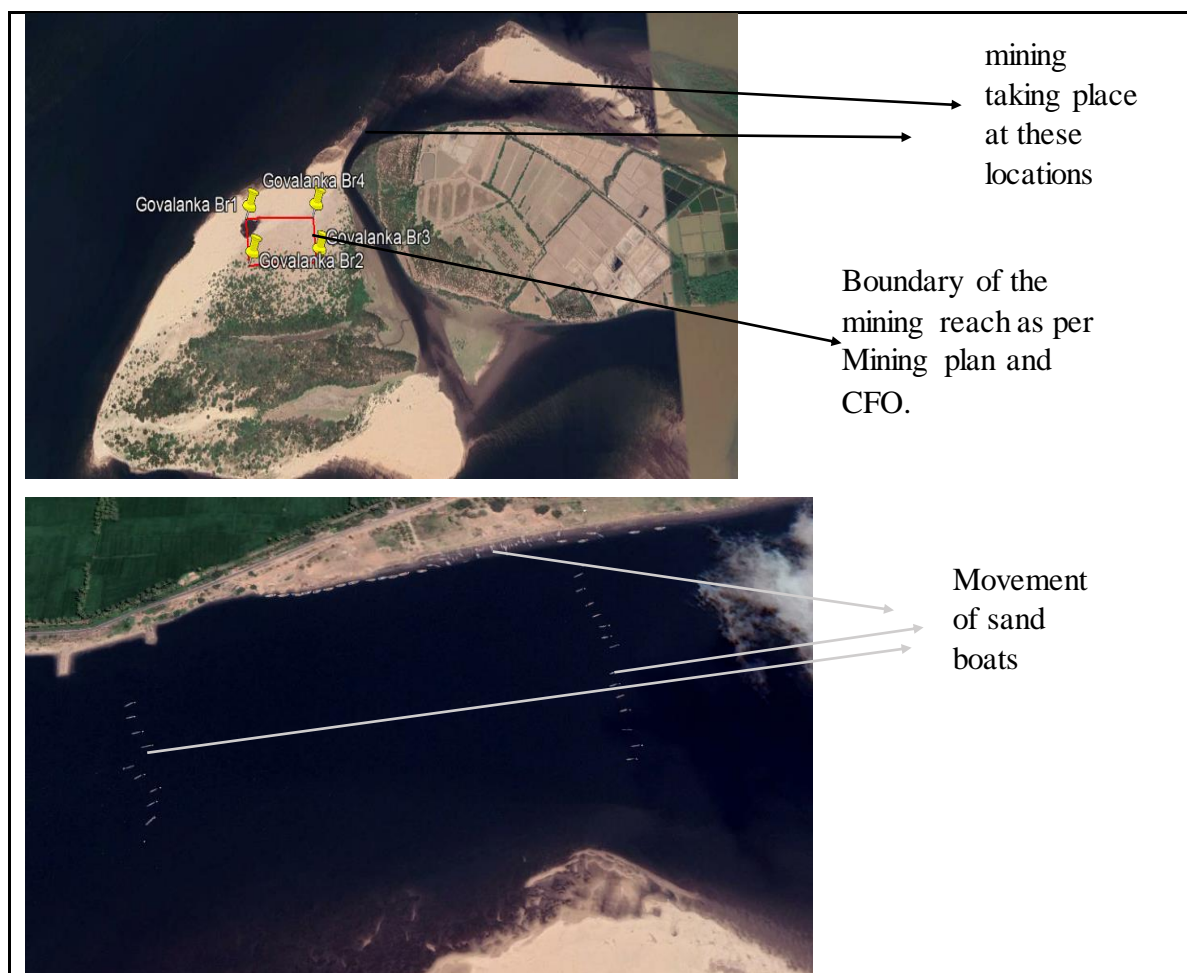 mining
taking place
at these
locations
Govalanka Br4
Govalanka Br1
Govalanka Br3
Govalanka Br2
Boundary of the
mining reach as per
Mining plan and
CFO.
Movement
of sand
boats